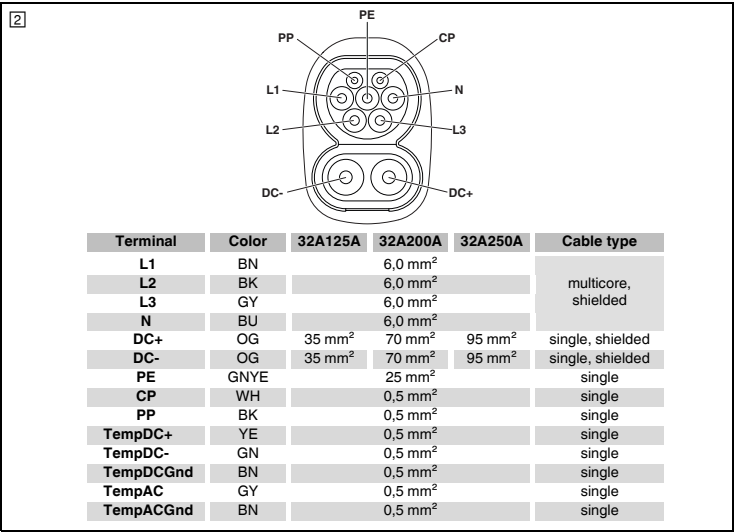 2
PE
PP CP
L1 N
L2 L3
DC- DC+
Terminal Color 32A125A 32A200A 32A250A Cable type
L1 BN 6,0 mm²
L2 BK 6,0 mm² multicore,
L3 GY 6,0 mm² shielded
N BU 6,0 mm²
DC+ OG 35 mm² 70 mm² 95 mm² single, shielded
DC- OG 35 mm² 70 mm² 95 mm² single, shielded
PE GNYE 25 mm² single
CP WH 0,5 mm² single
PP BK 0,5 mm² single
TempDC+ YE 0,5 mm² single
TempDC- GN 0,5 mm² single
TempDCGnd BN 0,5 mm² single
TempAC GY 0,5 mm² single
TempACGnd BN 0,5 mm² single